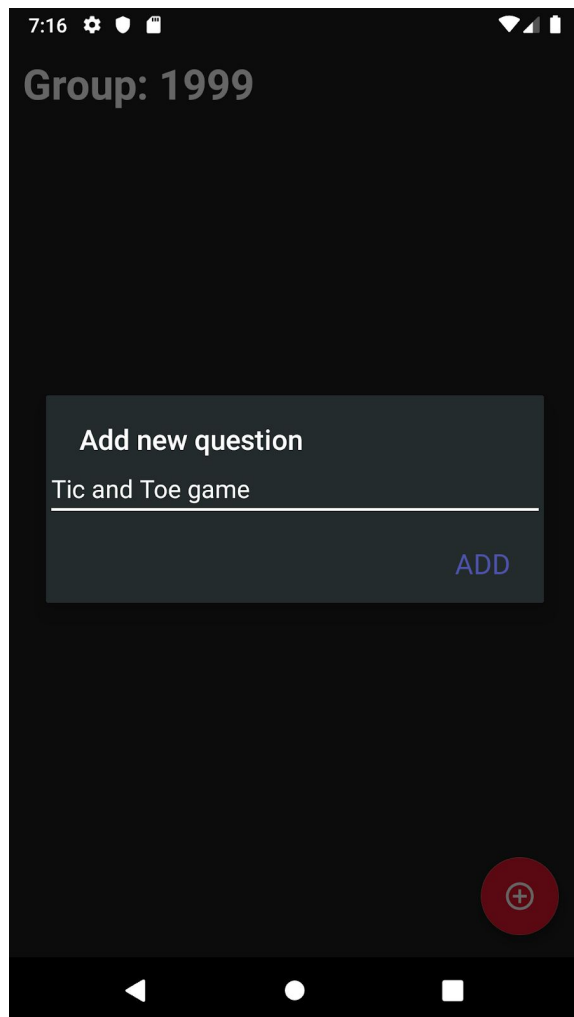 7:16
Group: 1999
Add new question
Tic and Toe game
ADD